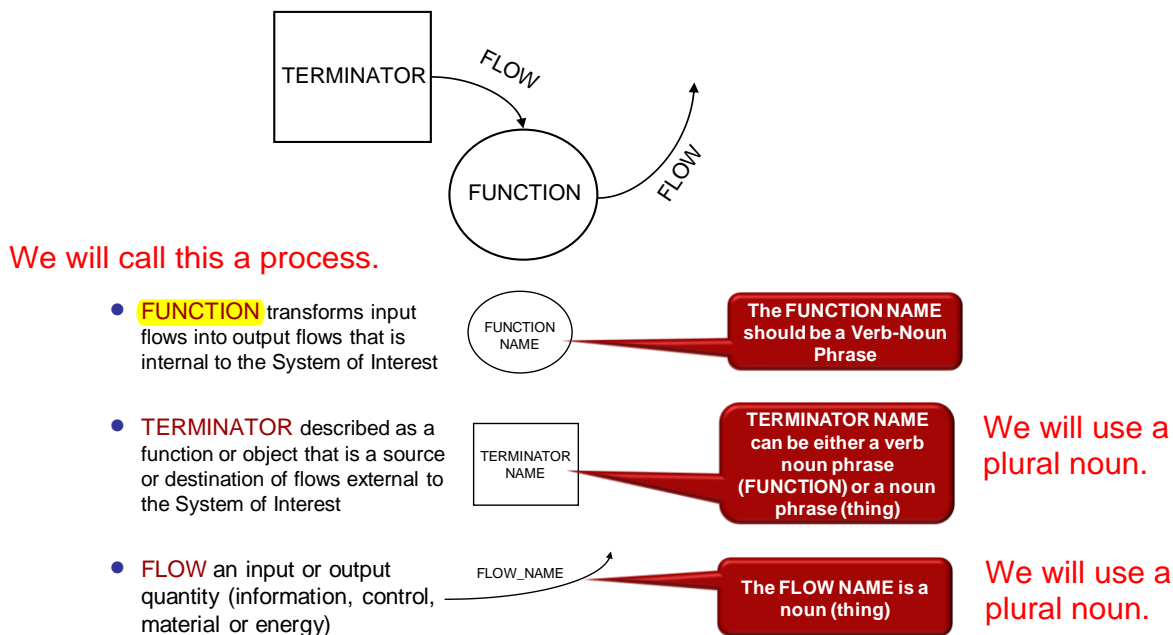 TERMINATOR
FLOW
FUNCTION
FLOW
We will call this a process.
FUNCTION transforms input
flows into output flows that is
internal to the System of Interest
FUNCTION
NAME
The FUNCTION NAME
should be a Verb-Noun
Phrase
TERMINATOR described as a
function or object that is a source
or destination of flows external to
the System of Interest
TERMINATOR
NAME
TERMINATOR NAME
can be either a verb
noun phrase
(FUNCTION) or a noun
phrase (thing)
We will use a
plural noun.
FLOW an input or output
quantity (information, control,
material or energy)
FLOW_NAME
The FLOW NAME is a
noun (thing)
We will use a
plural noun.